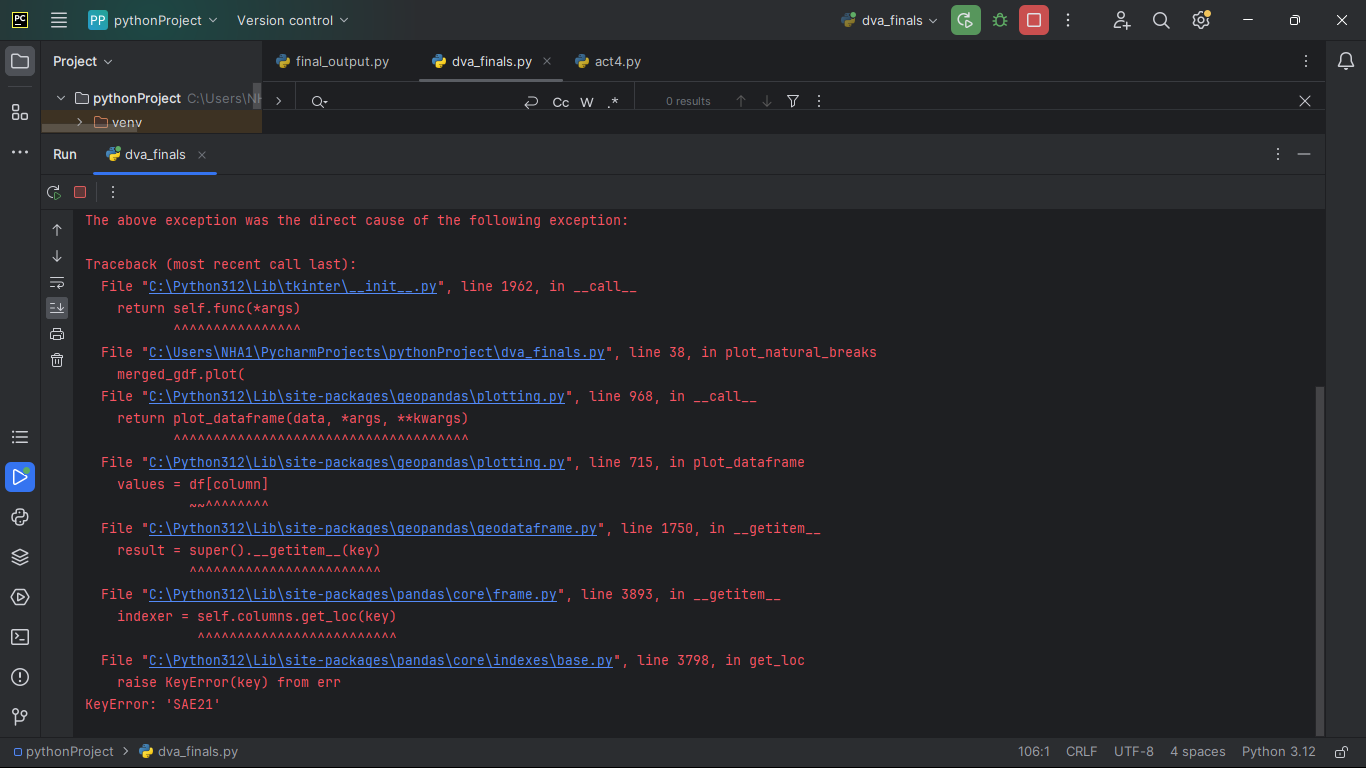 PC PP pythonProject Version control dva_finals
Project final_output.py dva_finals.py act4.py
pythonProject C:\Users\NH Cc W .* 0 results
venv
Run dva_finals
The above exception was the direct cause of the following exception:
Traceback (most recent call last):
File "C:\Python312\Lib\tkinter\__init__.py", line 1962, in __call__
return self.func(*args)
^^^^^^^^^^^^^^^^
File "C:\Users\NHA1\PycharmProjects\pythonProject\dva_finals.py", line 38, in plot_natural_breaks
merged_gdf.plot(
File "C:\Python312\Lib\site-packages\geopandas\plotting.py", line 968, in __call__
return plot_dataframe(data, *args, **kwargs)
^^^^^^^^^^^^^^^^^^^^^^^^^^^^^^^^^^^^^
File "C:\Python312\Lib\site-packages\geopandas\plotting.py", line 715, in plot_dataframe
values = df[column]
~~^^^^^^^^
File "C:\Python312\Lib\site-packages\geopandas\geodataframe.py", line 1750, in __getitem__
result = super().__getitem__(key)
^^^^^^^^^^^^^^^^^^^^^^^^
File "C:\Python312\Lib\site-packages\pandas\core\frame.py", line 3893, in __getitem__
indexer = self.columns.get_loc(key)
^^^^^^^^^^^^^^^^^^^^^^^^^
File "C:\Python312\Lib\site-packages\pandas\core\indexes\base.py", line 3798, in get_loc
raise KeyError(key) from err
KeyError: 'SAE21'
pythonProject > dva_finals.py 106:1 CRLF UTF-8 4 spaces Python 3.12